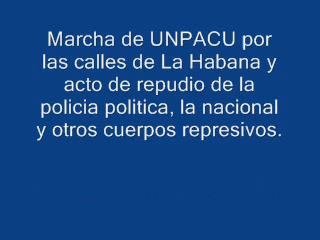 Marcha de UNPACU por
las calles de La Habana y
acto de repudio de la
policia politica, la nacional
y otros cuerpos represivos.